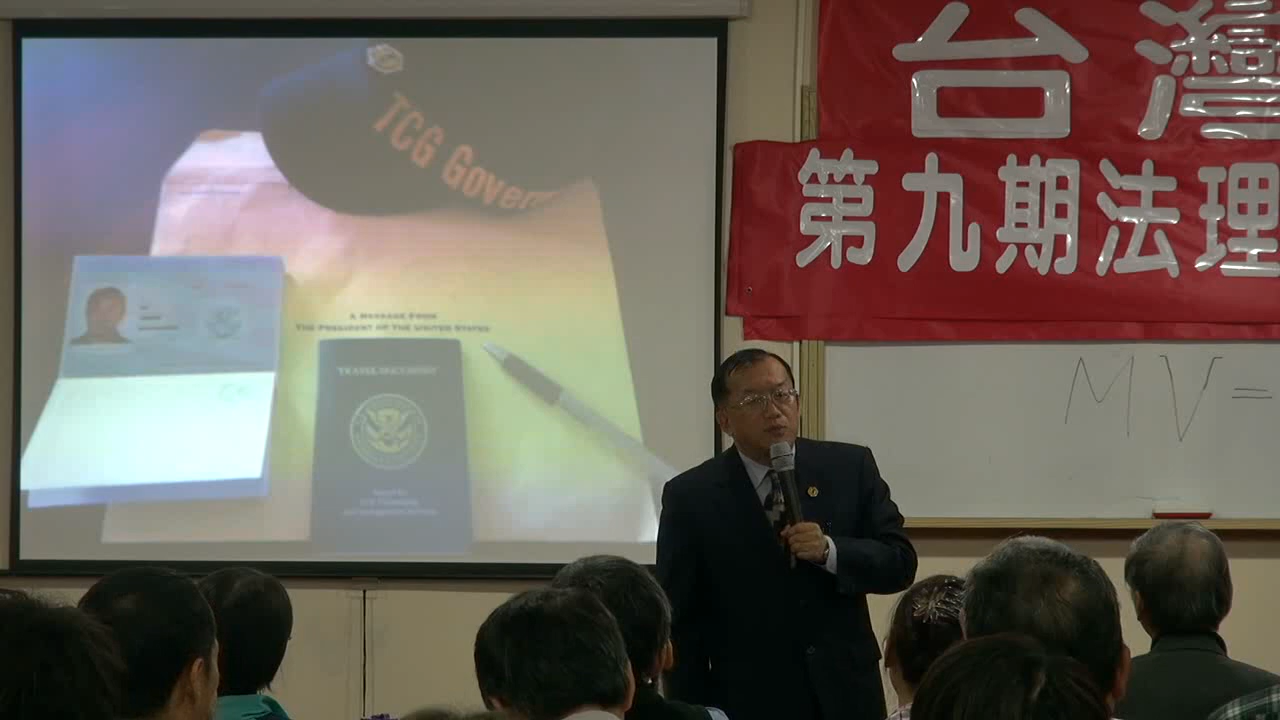 台灣
第九期法理
TCG Gover
A MESSAGE FROM
THE PRESIDENT OF THE UNITED STATES
TRAVEL DOCUMENT
MV=